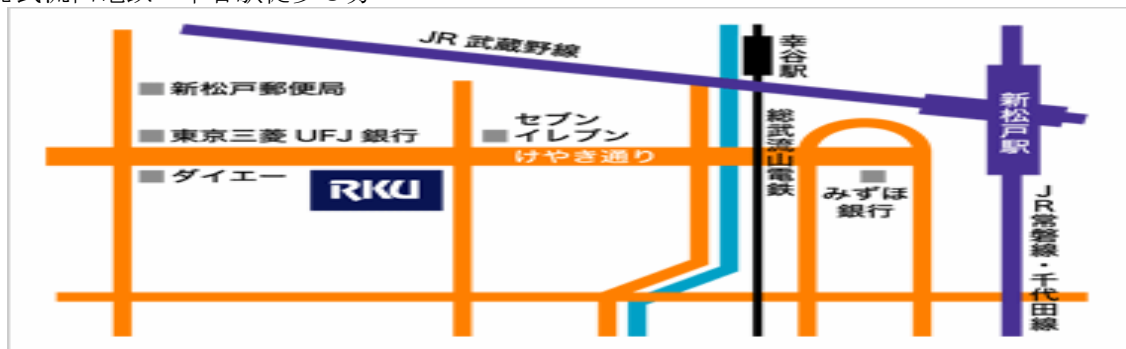 JR 武蔵野線
幸谷駅
新松戸郵便局
新松戸駅
東京三菱 UFJ 銀行
セブン
イレブン
総武流山電鉄
けやき通り
ダイエー
RKU
みずほ
銀行
JR常磐線・千代田線